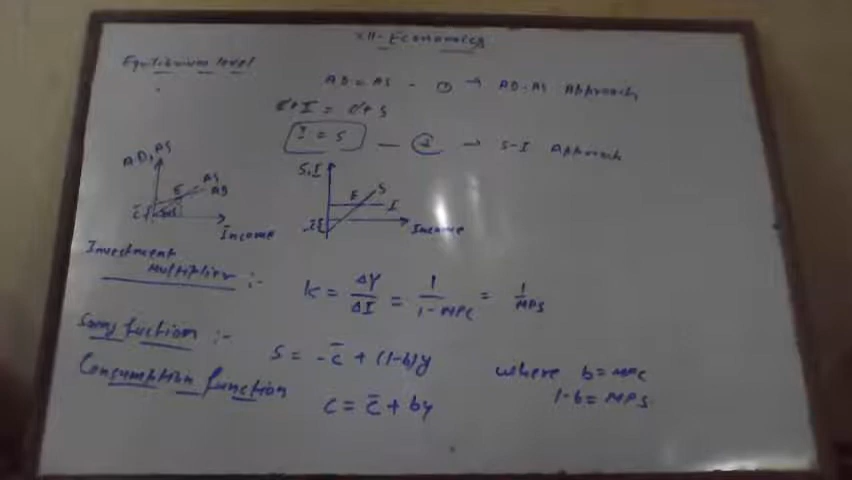 XII-Economics
Equilibrium level
AD = AS - ① → AD-AS Approach
C + I = C + S
I = S — ② → S-I Approach
AD, AS
AS
AD
E
C̄
Income
S, I
S
E
I
Income
Investment
multiplier :-
K = ΔY/ΔI = 1/1-MPC = 1/MPS
Saving fuction :-
S = -C̄ + (1-b)y
where b = MPC
1-b = MPS
Consumption function
C = C̄ + by